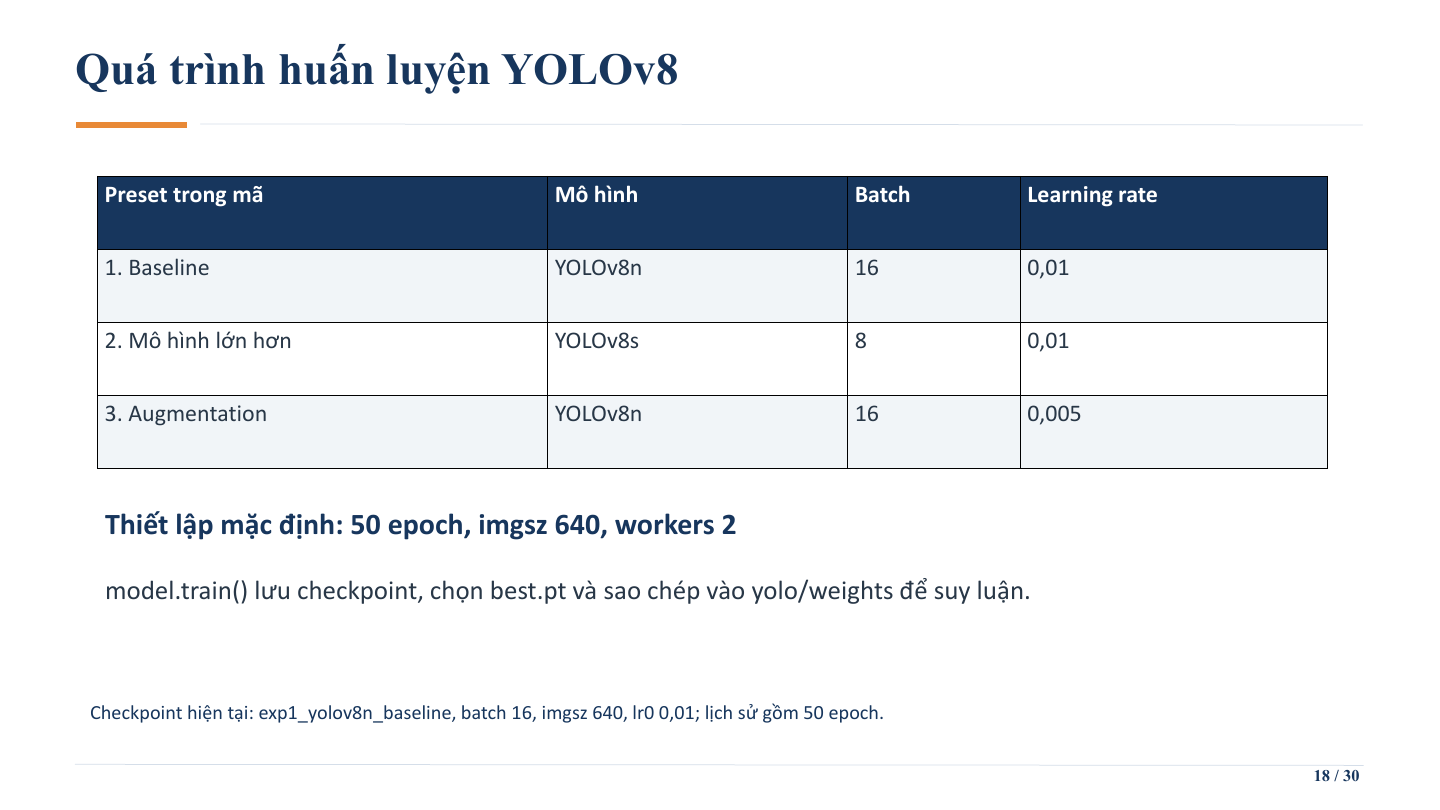 Quá trình huấn luyện YOLOv8
Preset trong mã Mô hình Batch Learning rate
1. Baseline YOLOv8n 16 0,01
2. Mô hình lớn hơn YOLOv8s 8 0,01
3. Augmentation YOLOv8n 16 0,005
Thiết lập mặc định: 50 epoch, imgsz 640, workers 2
model.train() lưu checkpoint, chọn best.pt và sao chép vào yolo/weights để suy luận.
Checkpoint hiện tại: exp1_yolov8n_baseline, batch 16, imgsz 640, lr0 0,01; lịch sử gồm 50 epoch.
18 / 30